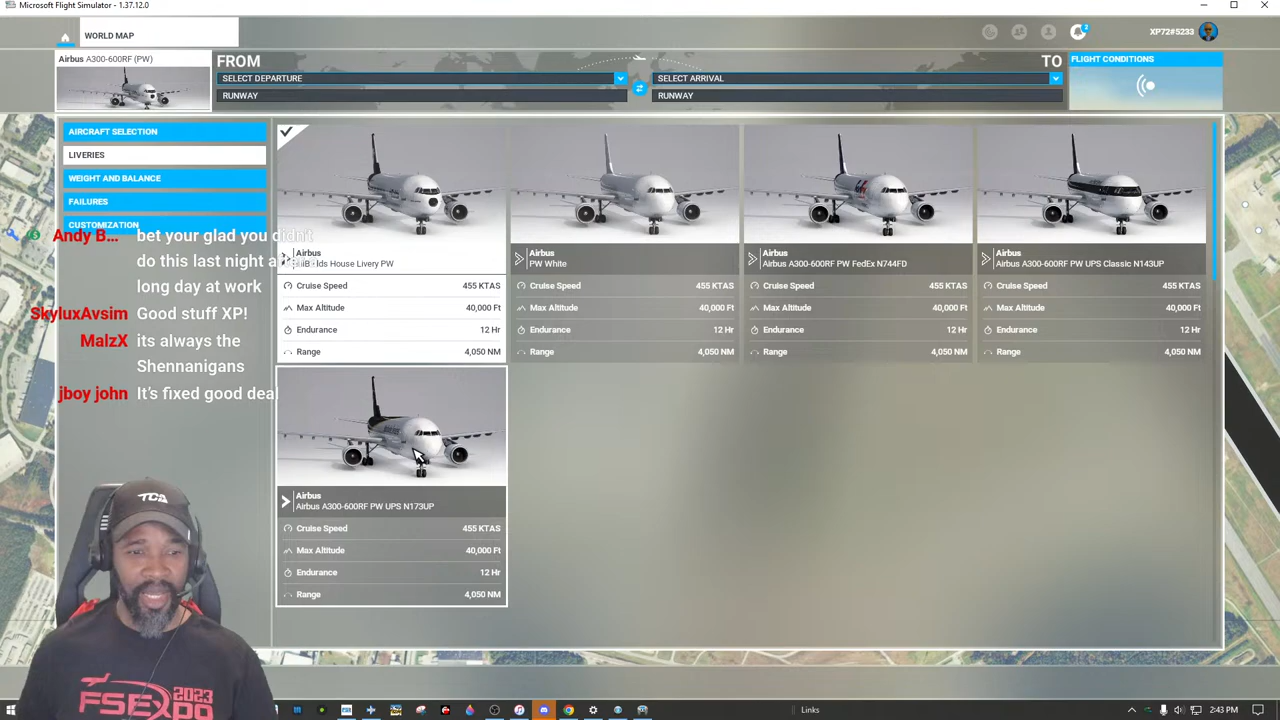 Microsoft Flight Simulator - 1.37.12.0
WORLD MAP
2
XP72#5233
Airbus A300-600RF (PW)
FROM
SELECT DEPARTURE
RUNWAY
TO
SELECT ARRIVAL
RUNWAY
FLIGHT CONDITIONS
AIRCRAFT SELECTION
LIVERIES
WEIGHT AND BALANCE
FAILURES
CUSTOMIZATION
Andy B... bet your glad you didnt
do this last night a
long day at work
SkyluxAvsim Good stuff XP!
MalzX its always the
Shennanigans
jboy john It's fixed good deal
Airbus
House Livery PW
Cruise Speed 455 KTAS
Max Altitude 40,000 Ft
Endurance 12 Hr
Range 4,050 NM
Airbus
PW White
Cruise Speed 455 KTAS
Max Altitude 40,000 Ft
Endurance 12 Hr
Range 4,050 NM
Airbus
Airbus A300-600RF PW FedEx N744FD
Cruise Speed 455 KTAS
Max Altitude 40,000 Ft
Endurance 12 Hr
Range 4,050 NM
Airbus
Airbus A300-600RF PW UPS Classic N143UP
Cruise Speed 455 KTAS
Max Altitude 40,000 Ft
Endurance 12 Hr
Range 4,050 NM
Airbus
Airbus A300-600RF PW UPS N173UP
Cruise Speed 455 KTAS
Max Altitude 40,000 Ft
Endurance 12 Hr
Range 4,050 NM
TCA
FSEXPO 2023
Links
2:43 PM